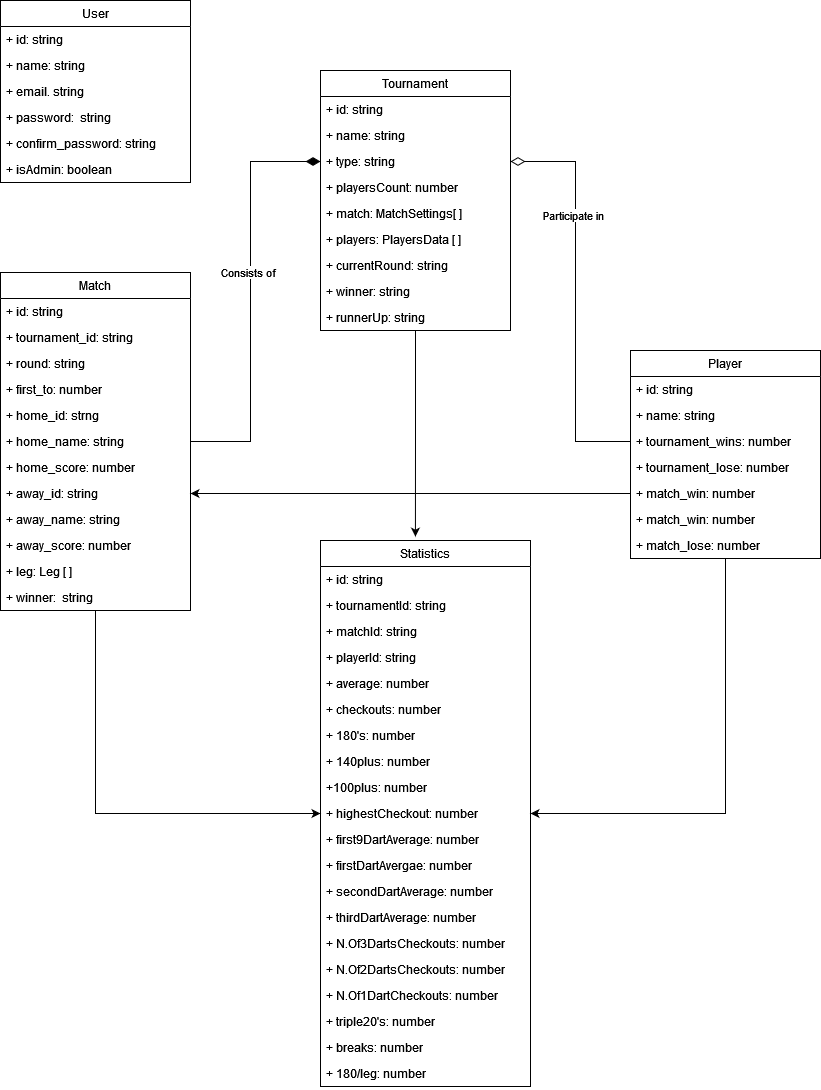 User
+ id: string
+ name: string
+ email. string
+ password:  string
+ confirm_password: string
+ isAdmin: boolean
Tournament
+ id: string
+ name: string
+ type: string
+ playersCount: number
+ match: MatchSettings[ ]
+ players: PlayersData [ ]
+ currentRound: string
+ winner: string
+ runnerUp: string
Participate in
Consists of
Match
+ id: string
+ tournament_id: string
+ round: string
+ first_to: number
+ home_id: strng
+ home_name: string
+ home_score: number
+ away_id: string
+ away_name: string
+ away_score: number
+ leg: Leg [ ]
+ winner:  string
Player
+ id: string
+ name: string
+ tournament_wins: number
+ tournament_lose: number
+ match_win: number
+ match_win: number
+ match_lose: number
Statistics
+ id: string
+ tournamentId: string
+ matchId: string
+ playerId: string
+ average: number
+ checkouts: number
+ 180's: number
+ 140plus: number
+100plus: number
+ highestCheckout: number
+ first9DartAverage: number
+ firstDartAvergae: number
+ secondDartAverage: number
+ thirdDartAverage: number
+ N.Of3DartsCheckouts: number
+ N.Of2DartsCheckouts: number
+ N.Of1DartCheckouts: number
+ triple20's: number
+ breaks: number
+ 180/leg: number